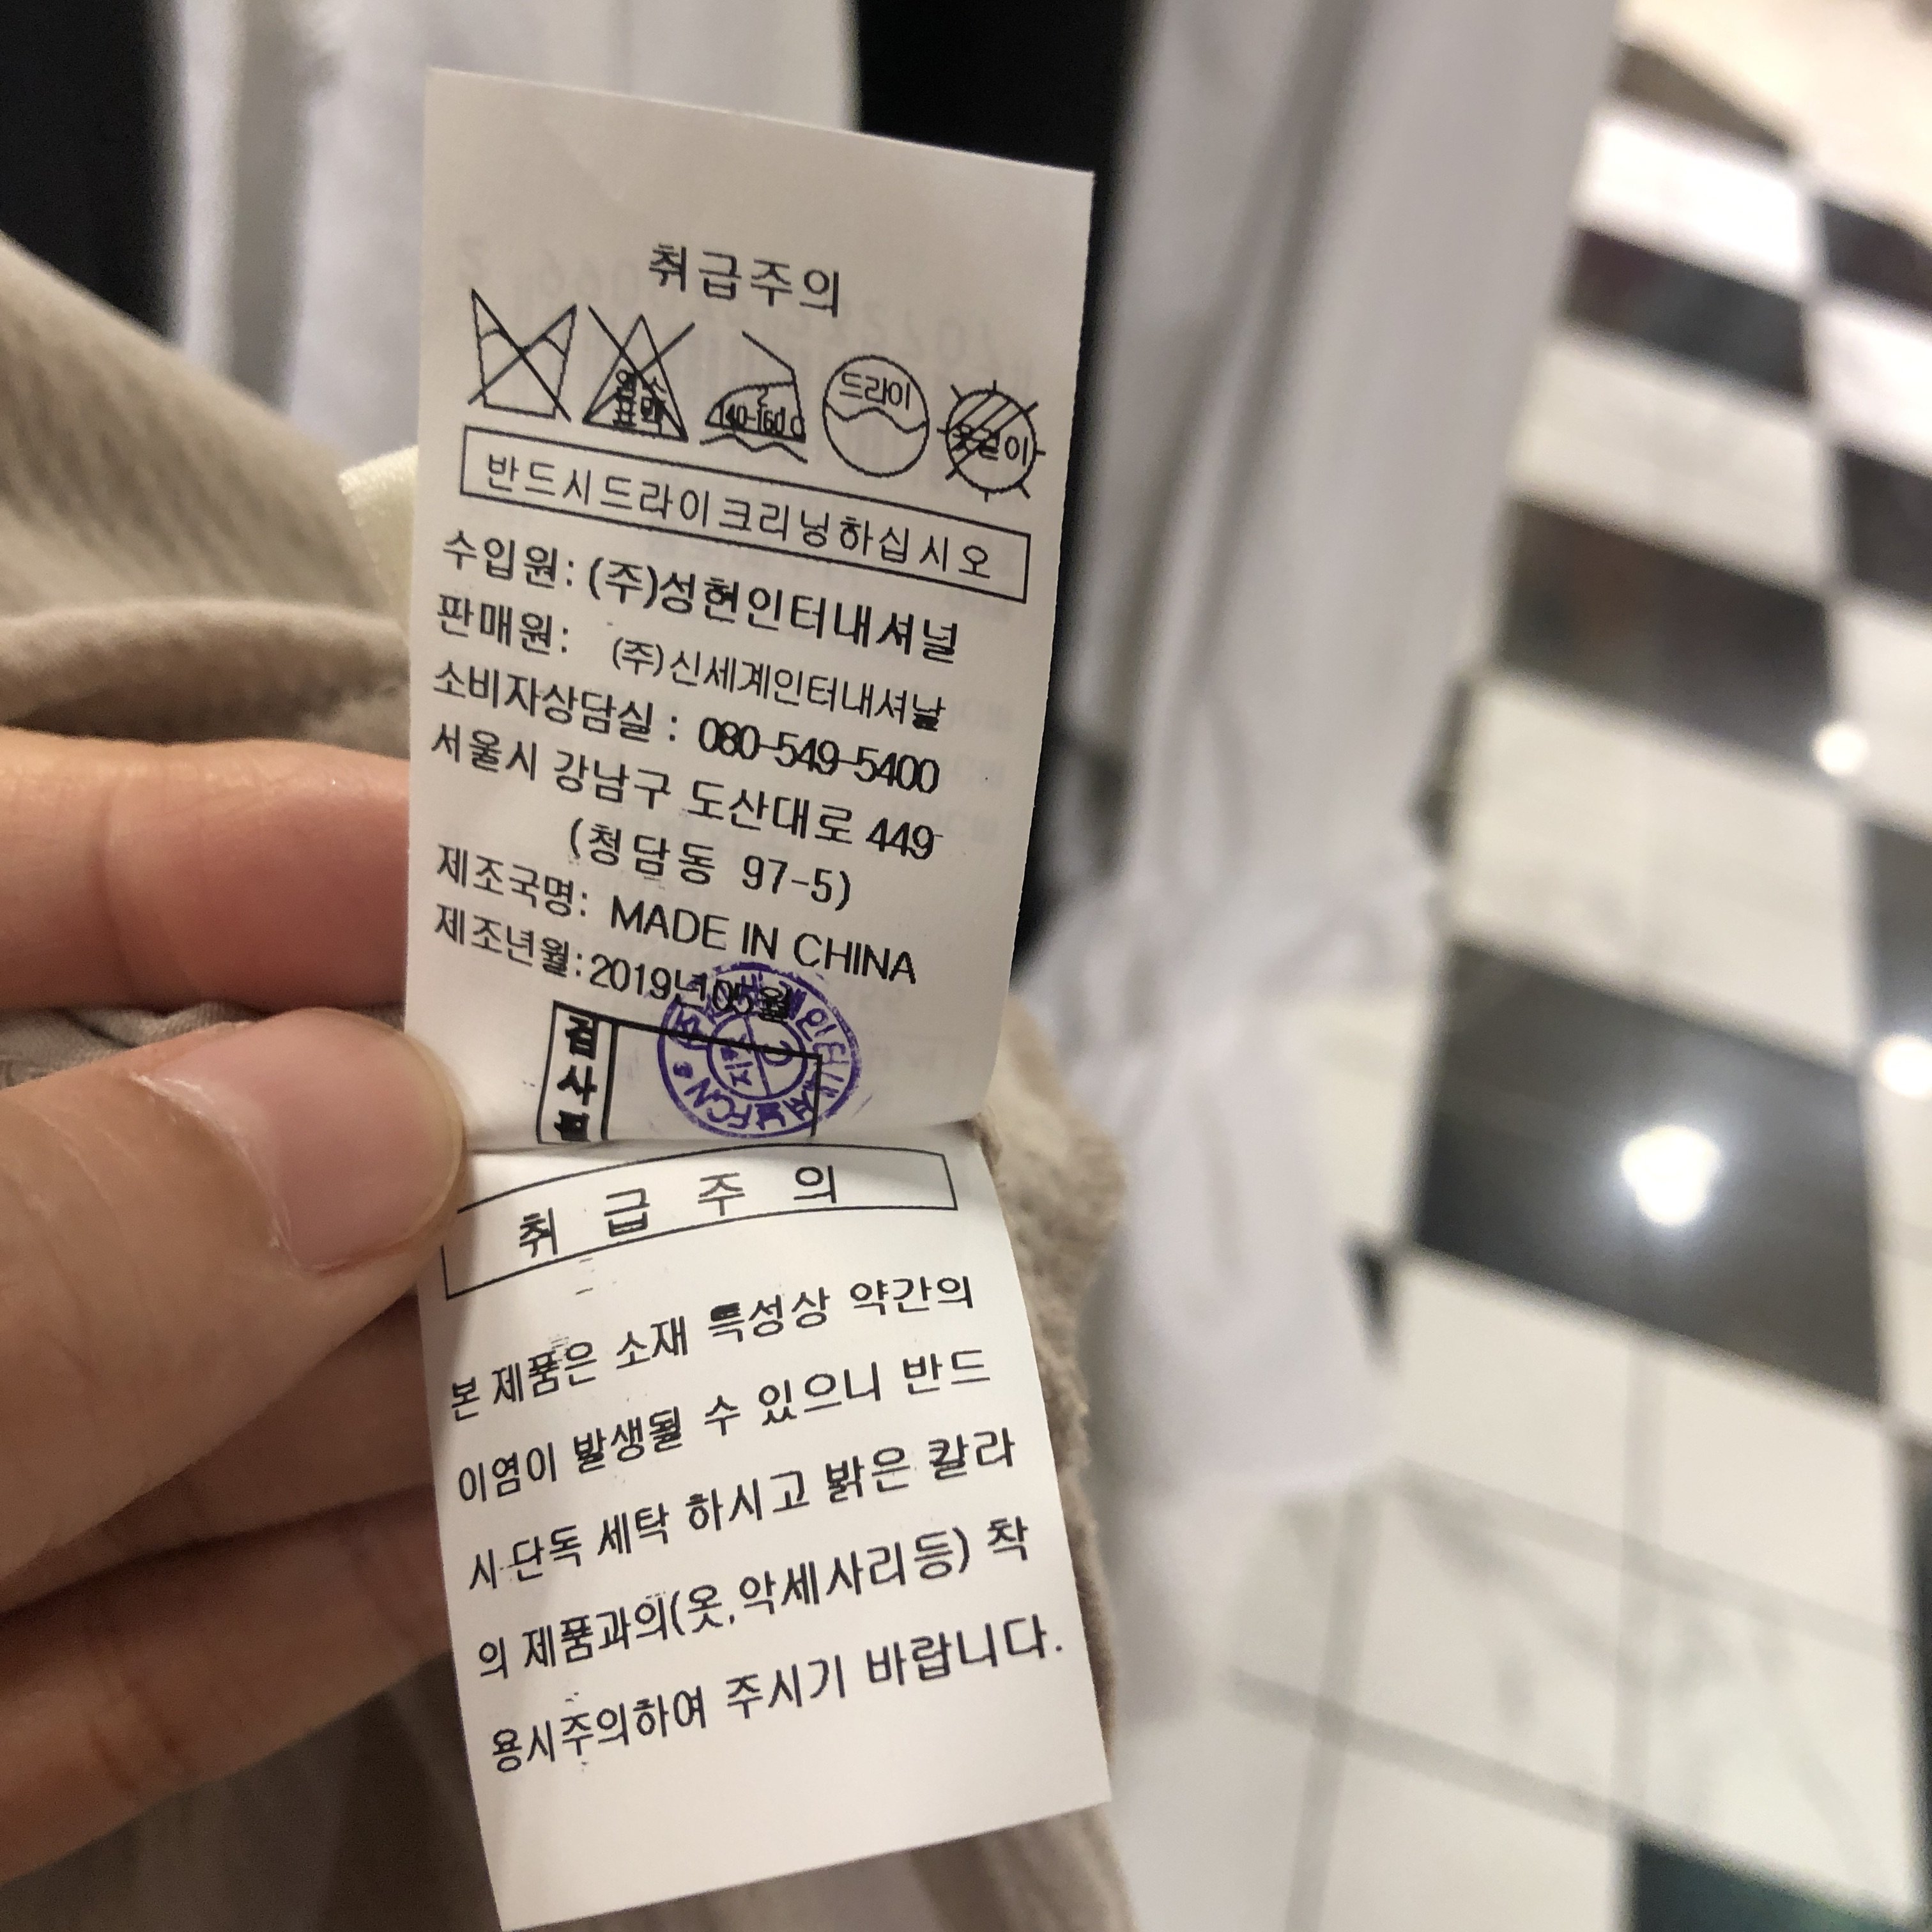 취급주의
염소
표백
140-160℃
드라이
옷걸이
반드시드라이크리닝하십시오
수입원: (주)성헌인터내셔널
판매원: (주)신세계인터내셔날
소비자상담실 : 080-549-5400
서울시 강남구 도산대로 449
(청담동 97-5)
제조국명: MADE IN CHINA
제조년월:2019년05월
검사필
취급주의
본 제품은 소재 특성상 약간의
이염이 발생될 수 있으니 반드
시 단독 세탁 하시고 밝은 칼라
의 제품과의(옷,악세사리등) 착
용시주의하여 주시기 바랍니다.